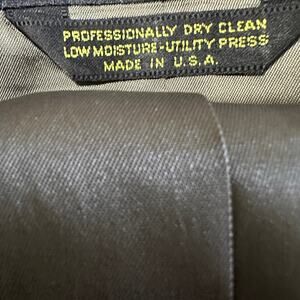 PROFESSIONALLY DRY CLEAN
LOW MOISTURE-UTILITY PRESS
MADE IN U.S.A.